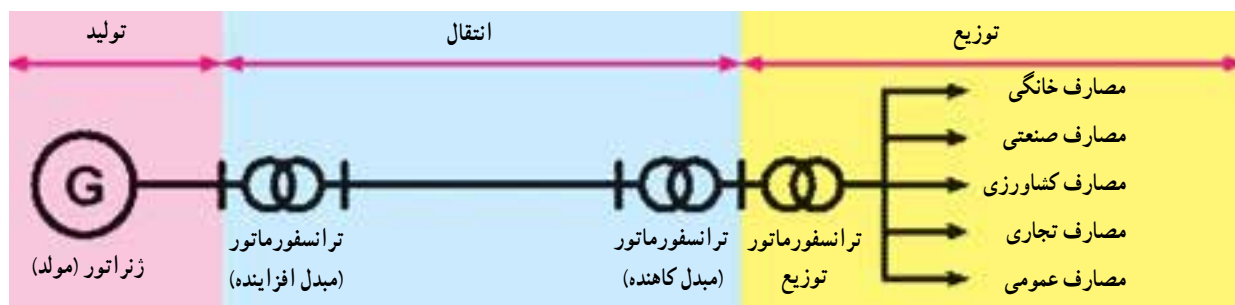 تولید
انتقال
توزیع
G
ژنراتور (مولد)
ترانسفورماتور
(مبدل افزاینده)
ترانسفورماتور
(مبدل کاهنده)
ترانسفورماتور
توزیع
مصارف خانگی
مصارف صنعتی
مصارف کشاورزی
مصارف تجاری
مصارف عمومی